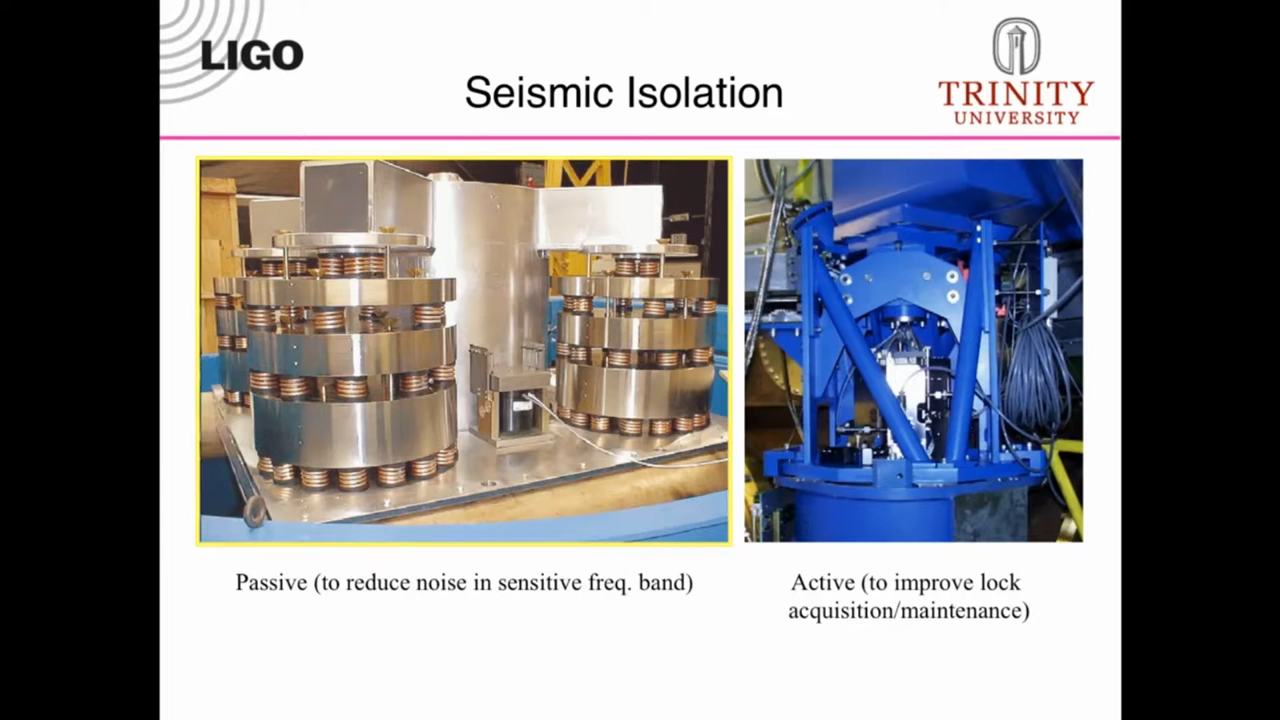 LIGO
Seismic Isolation
TRINITY
UNIVERSITY
Passive (to reduce noise in sensitive freq. band)
Active (to improve lock
acquisition/maintenance)